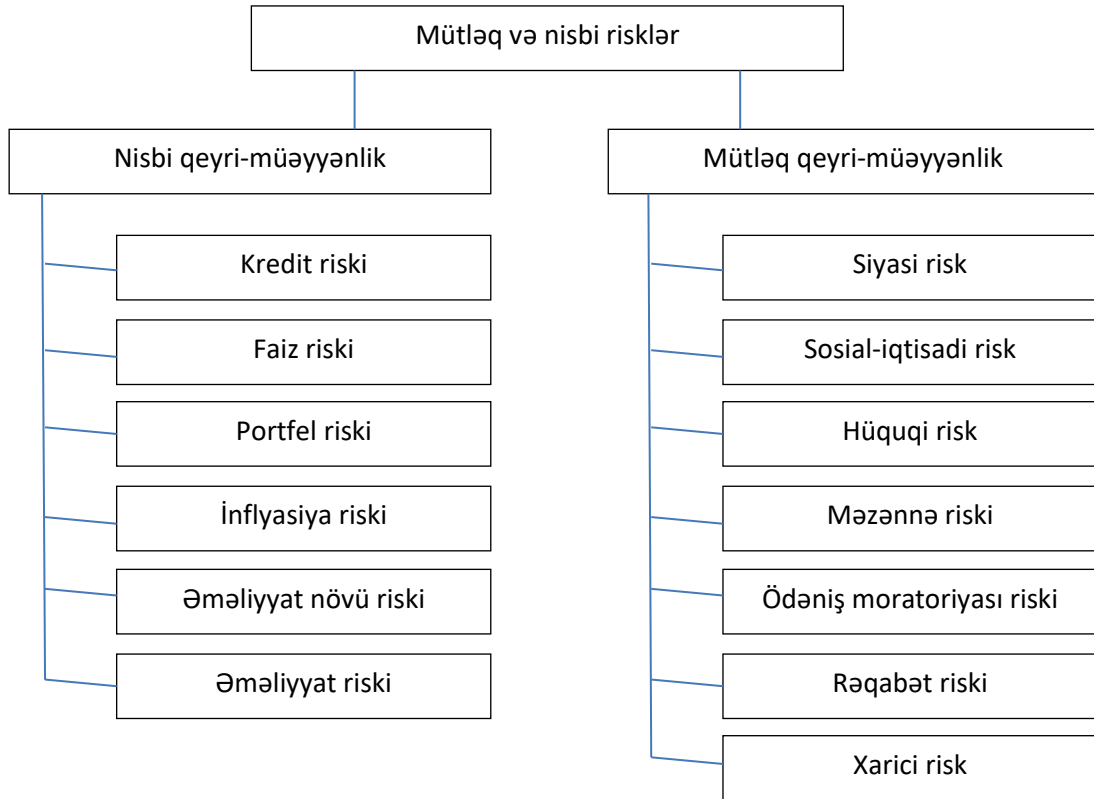 Mütləq və nisbi risklər
Nisbi qeyri-müəyyənlik
Kredit riski
Faiz riski
Portfel riski
İnflyasiya riski
Əməliyyat növü riski
Əməliyyat riski
Mütləq qeyri-müəyyənlik
Siyasi risk
Sosial-iqtisadi risk
Hüquqi risk
Məzənnə riski
Ödəniş moratoriyası riski
Rəqabət riski
Xarici risk